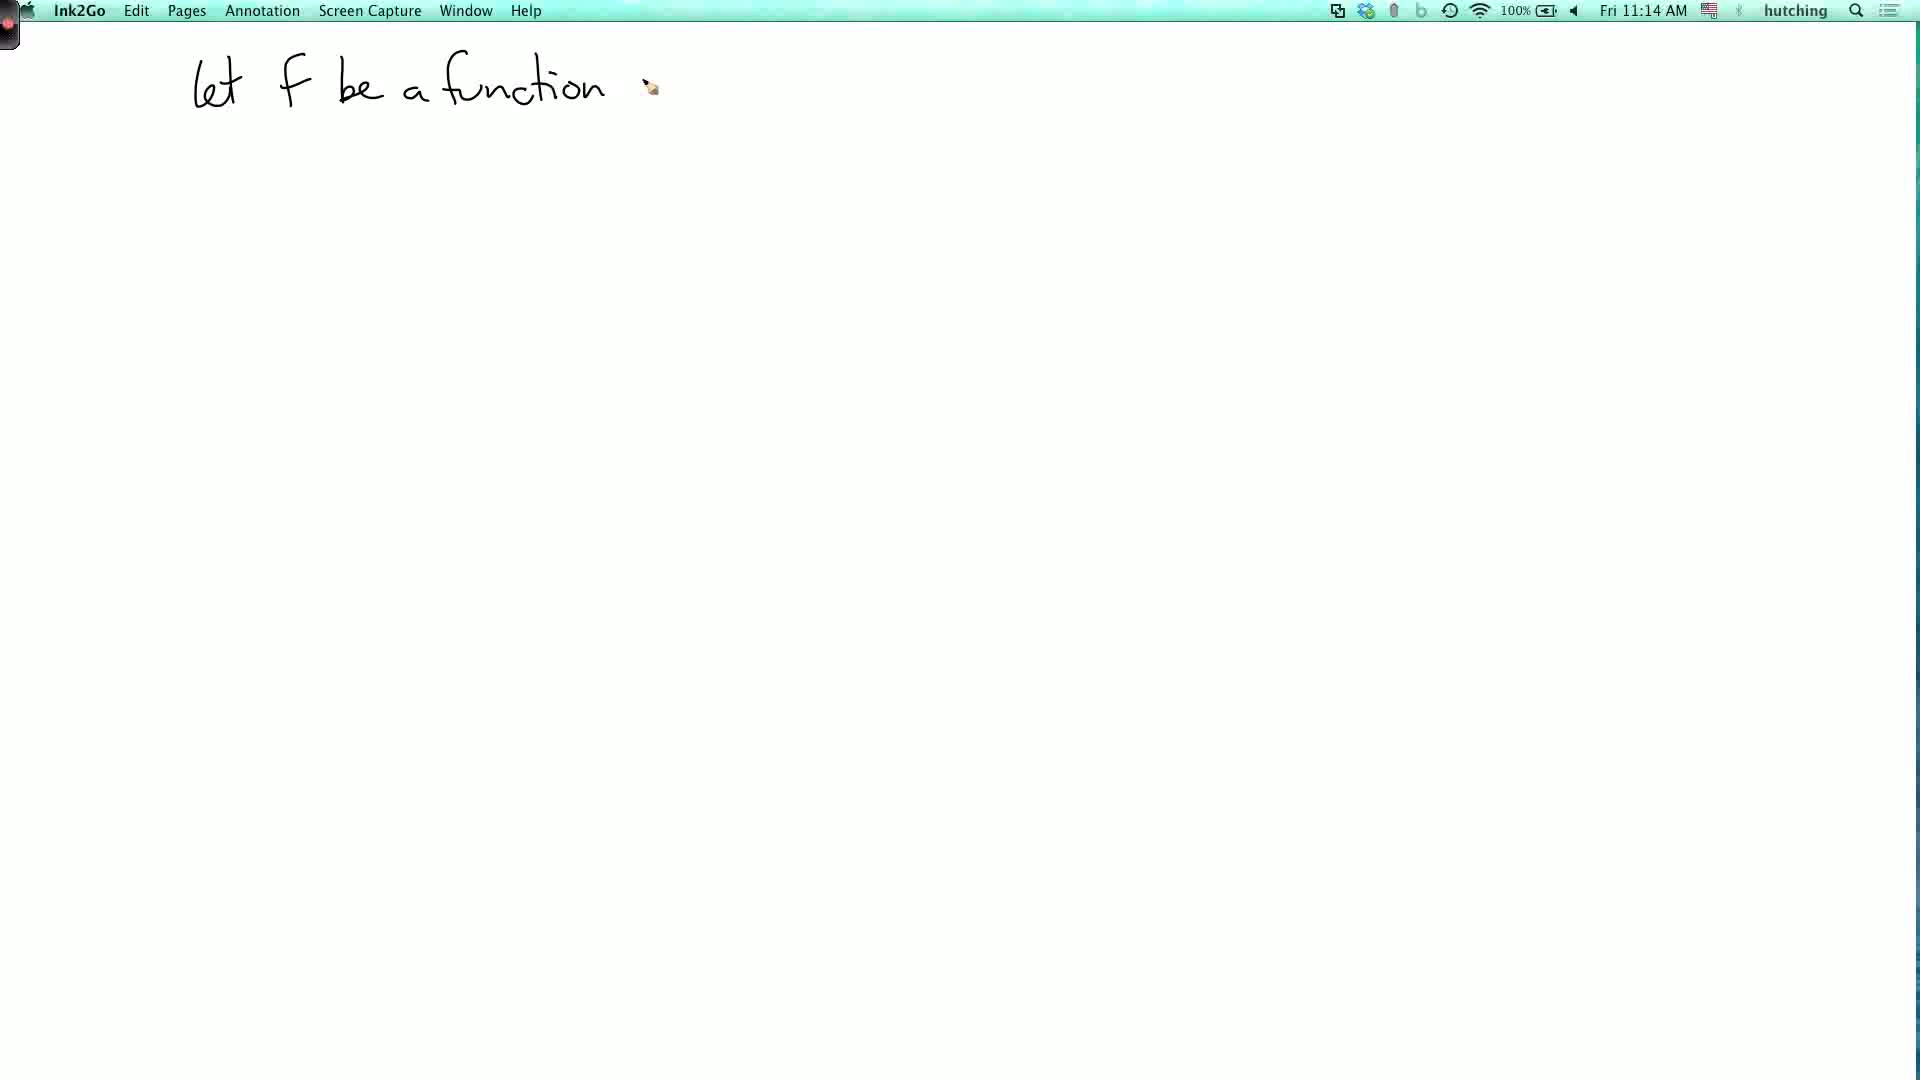 Ink2Go Edit Pages Annotation Screen Capture Window Help 100% Fri 11:14 AM hutching
let f be a function